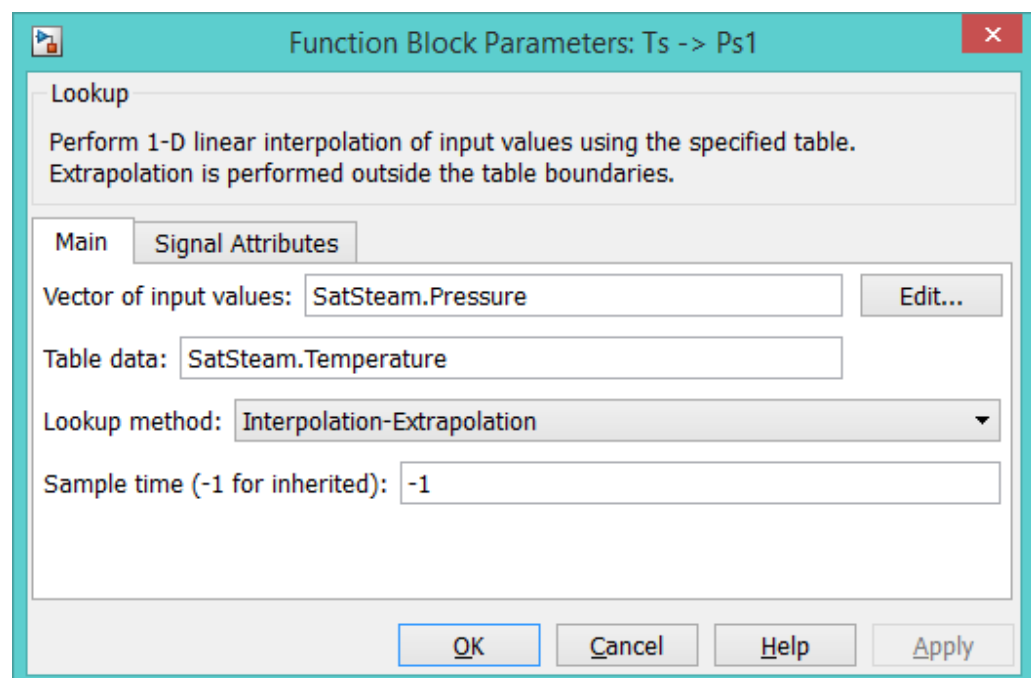 Function Block Parameters: Ts -> Ps1
Lookup
Perform 1-D linear interpolation of input values using the specified table.
Extrapolation is performed outside the table boundaries.
Main Signal Attributes
Vector of input values: SatSteam.Pressure Edit...
Table data: SatSteam.Temperature
Lookup method: Interpolation-Extrapolation
Sample time (-1 for inherited): -1
OK Cancel Help Apply